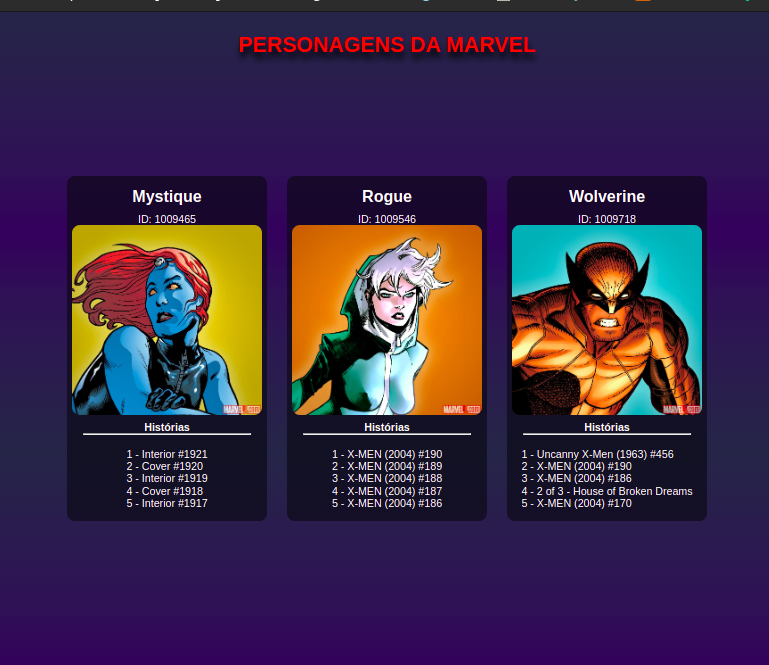 PERSONAGENS DA MARVEL
Mystique
ID: 1009465
MARVEL
Histórias
1 - Interior #1921
2 - Cover #1920
3 - Interior #1919
4 - Cover #1918
5 - Interior #1917
Rogue
ID: 1009546
MARVEL
Histórias
1 - X-MEN (2004) #190
2 - X-MEN (2004) #189
3 - X-MEN (2004) #188
4 - X-MEN (2004) #187
5 - X-MEN (2004) #186
Wolverine
ID: 1009718
MARVEL
Histórias
1 - Uncanny X-Men (1963) #456
2 - X-MEN (2004) #190
3 - X-MEN (2004) #186
4 - 2 of 3 - House of Broken Dreams
5 - X-MEN (2004) #170